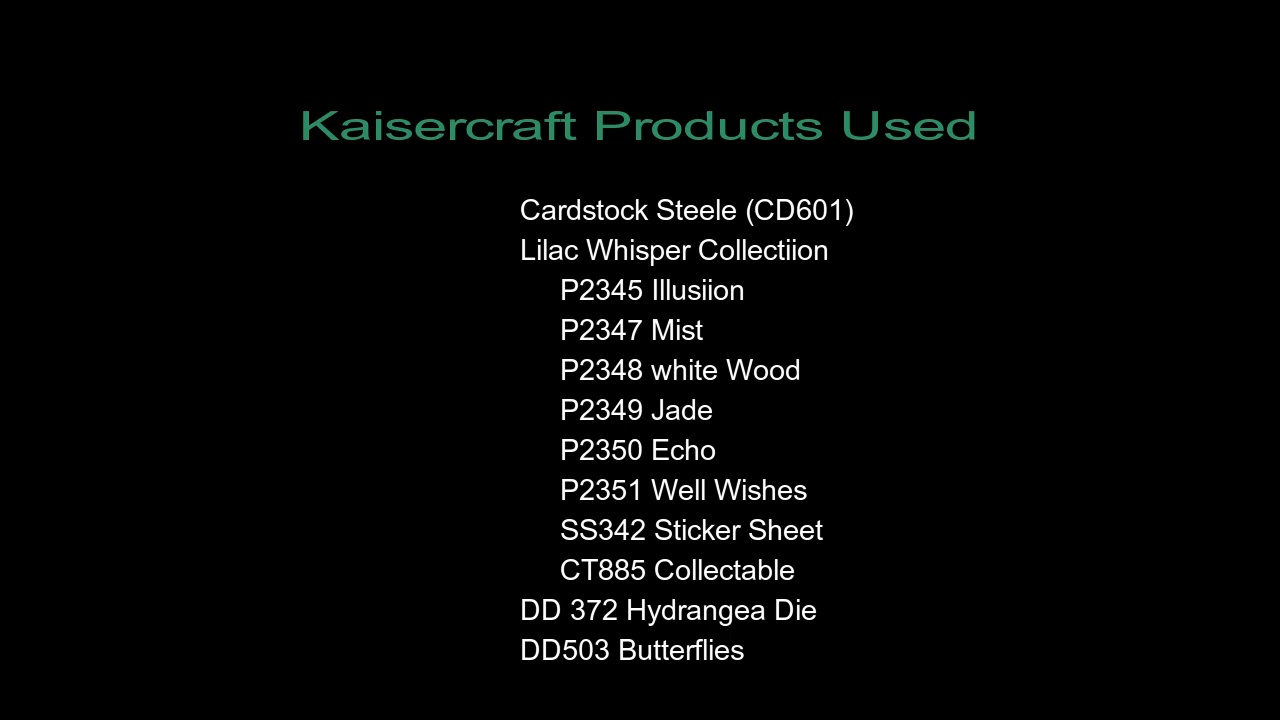 Kaisercraft Products Used
Cardstock Steele (CD601)
Lilac Whisper Collectiion
P2345 Illusiion
P2347 Mist
P2348 white Wood
P2349 Jade
P2350 Echo
P2351 Well Wishes
SS342 Sticker Sheet
CT885 Collectable
DD 372 Hydrangea Die
DD503 Butterflies